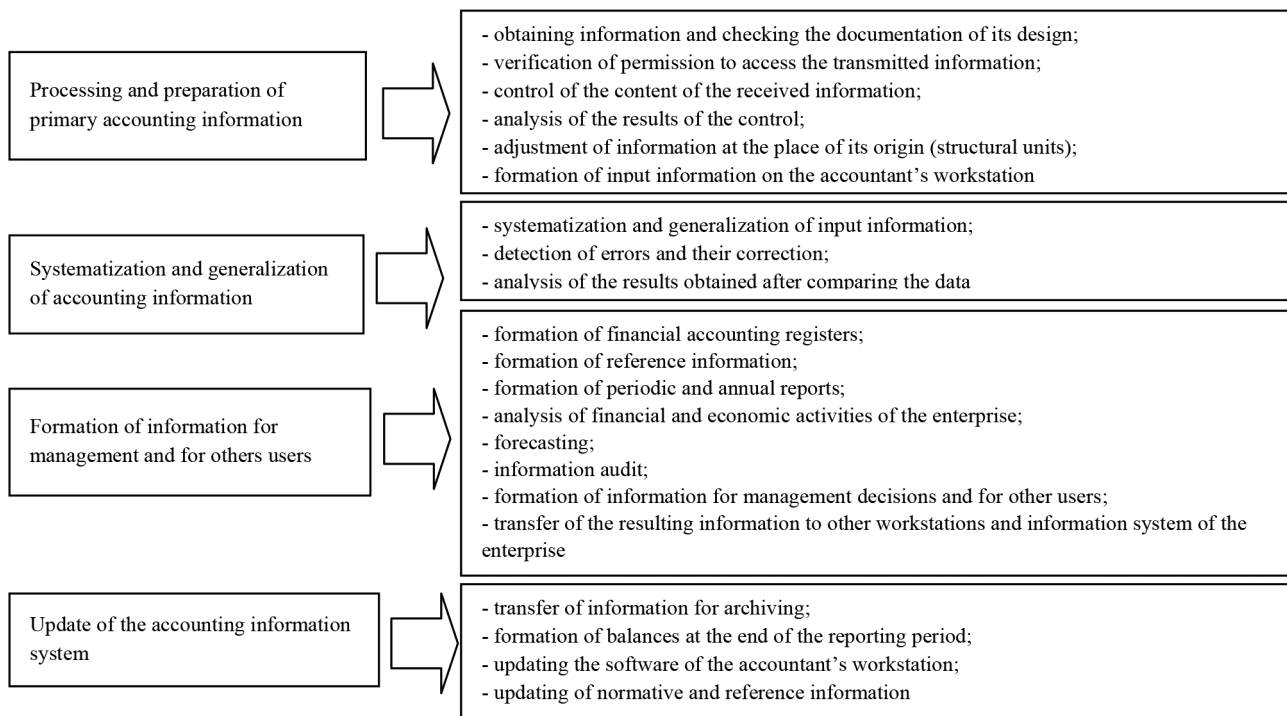 Processing and preparation of
primary accounting information
- obtaining information and checking the documentation of its design;
- verification of permission to access the transmitted information;
- control of the content of the received information;
- analysis of the results of the control;
- adjustment of information at the place of its origin (structural units);
- formation of input information on the accountant’s workstation
Systematization and generalization
of accounting information
- systematization and generalization of input information;
- detection of errors and their correction;
- analysis of the results obtained after comparing the data
Formation of information for
management and for others users
- formation of financial accounting registers;
- formation of reference information;
- formation of periodic and annual reports;
- analysis of financial and economic activities of the enterprise;
- forecasting;
- information audit;
- formation of information for management decisions and for other users;
- transfer of the resulting information to other workstations and information system of the
enterprise
Update of the accounting information
system
- transfer of information for archiving;
- formation of balances at the end of the reporting period;
- updating the software of the accountant’s workstation;
- updating of normative and reference information